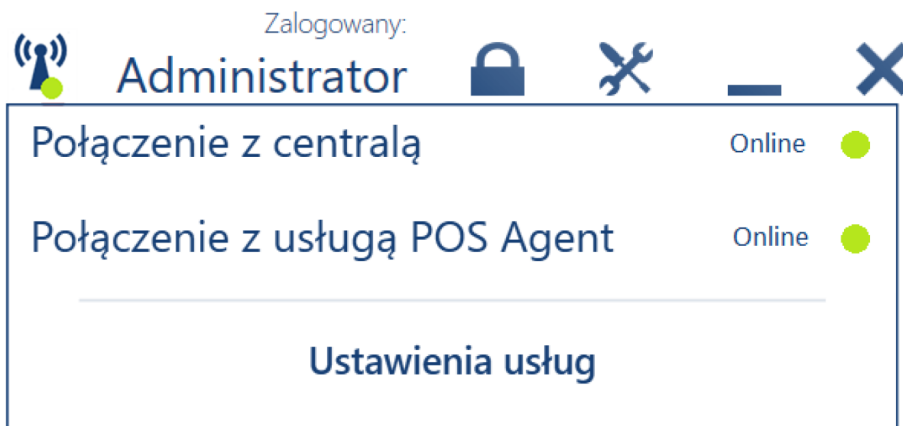 Zalogowany:
Administrator
Połączenie z centralą Online
Połączenie z usługą POS Agent Online
Ustawienia usług